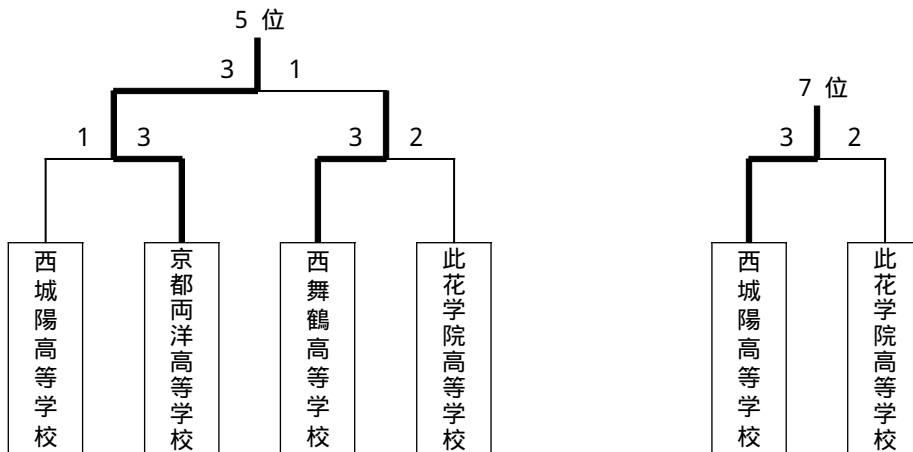 5 位
3 1
7 位
1 3 3 2
3 2
西城陽高等学校
京都両洋高等学校
西舞鶴高等学校
此花学院高等学校
西城陽高等学校
此花学院高等学校